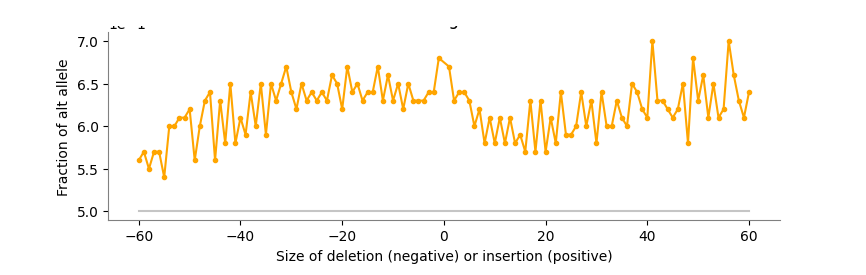 7.0
6.5
6.0
5.5
5.0
Fraction of alt allele
−60 −40 −20 0 20 40 60
Size of deletion (negative) or insertion (positive)